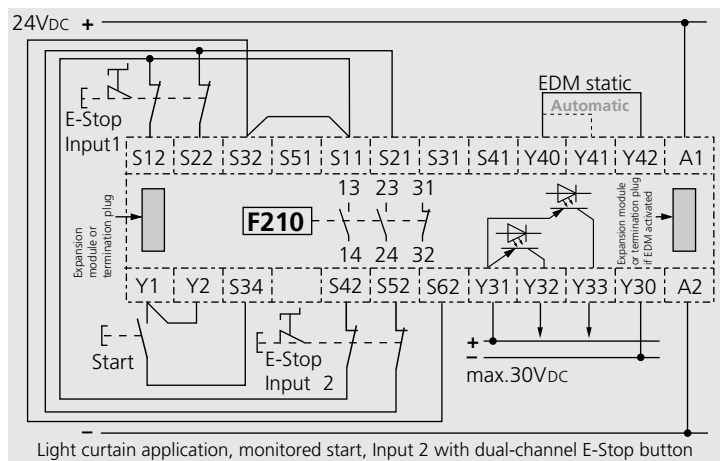 24VDC +
E-Stop
Input1
EDM static
Automatic
S12 S22 S32 S51 S11 S21 S31 S41 Y40 Y41 Y42 A1
Expansion
module or
termination plug
F210
13 23 31
14 24 32
Expansion module
or termination plug
if EDM activated
Y1 Y2 S34 S42 S52 S62 Y31 Y32 Y33 Y30 A2
Start
E-Stop
Input 2
+
−
max.30VDC
−
Light curtain application, monitored start, Input 2 with dual-channel E-Stop button